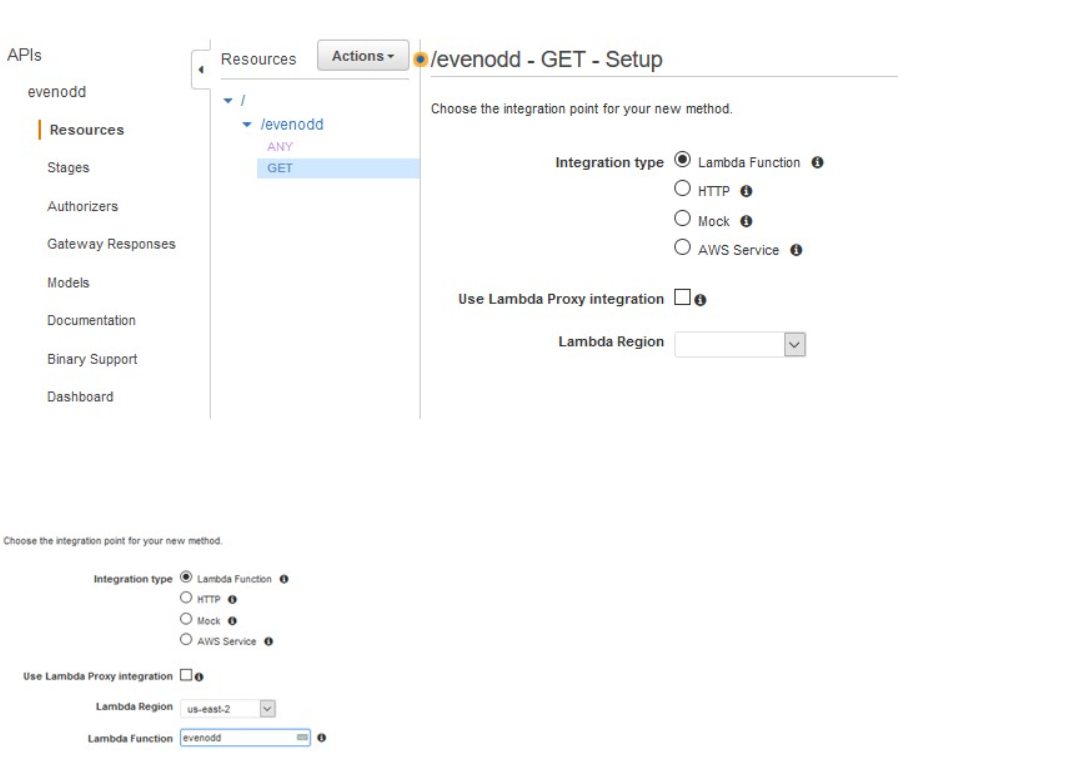 APIs
evenodd
Resources
Stages
Authorizers
Gateway Responses
Models
Documentation
Binary Support
Dashboard
Resources
Actions
/
/evenodd
ANY
GET
/evenodd - GET - Setup
Choose the integration point for your new method.
Integration type Lambda Function
HTTP
Mock
AWS Service
Use Lambda Proxy integration
Lambda Region
Choose the integration point for your new method.
Integration type Lambda Function
HTTP
Mock
AWS Service
Use Lambda Proxy integration
Lambda Region us-east-2
Lambda Function evenodd